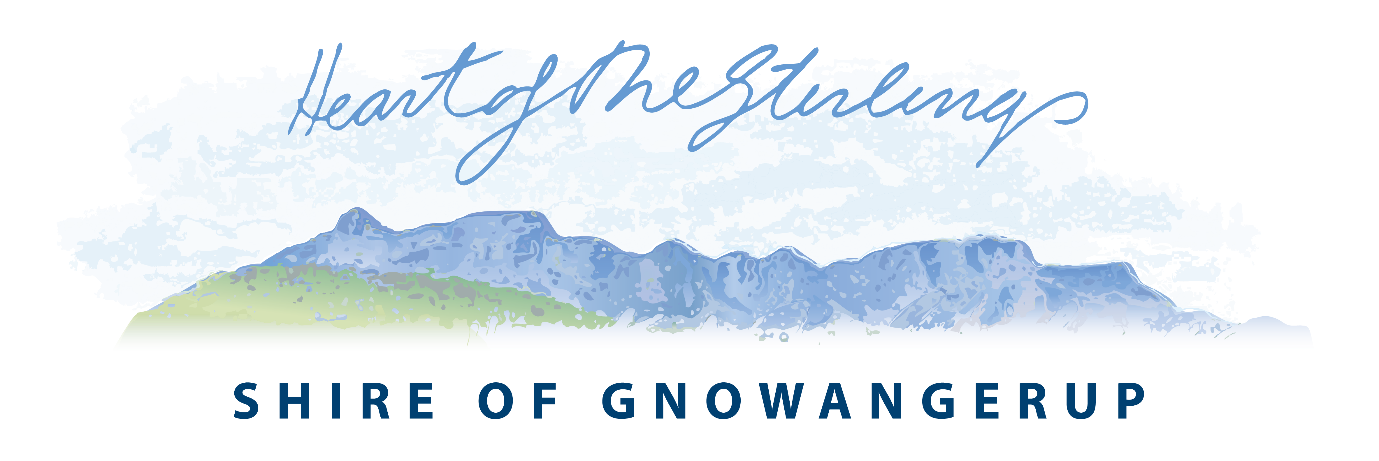 Heart of The Stirlings
SHIRE OF GNOWANGERUP